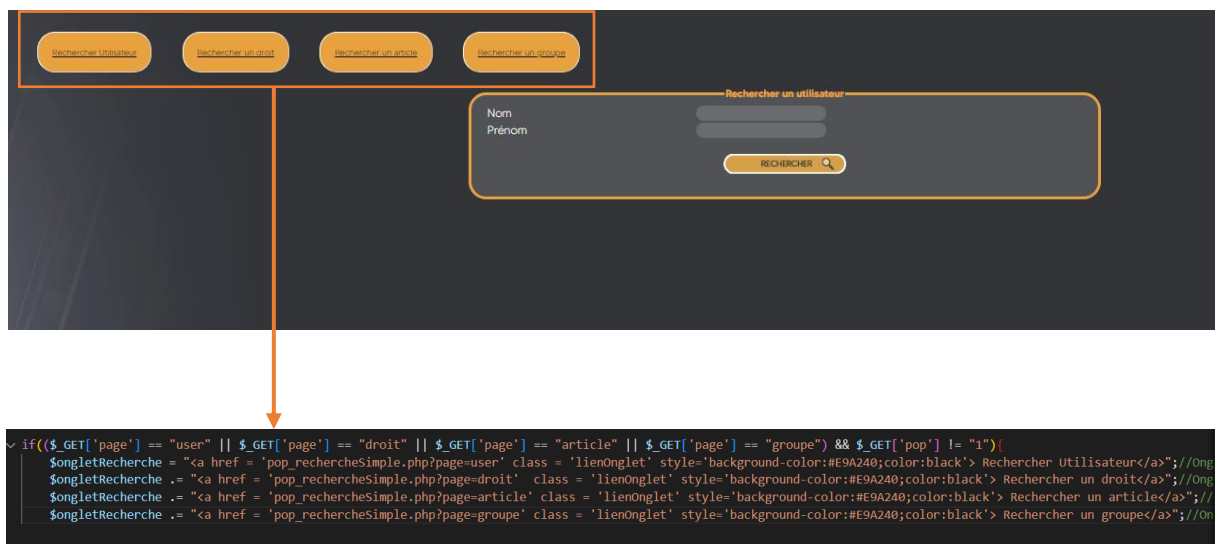 Rechercher Utilisateur Rechercher un droit Rechercher un article Rechercher un groupe
Rechercher un utilisateur
Nom
Prénom
RECHERCHER
if(($_GET['page'] == "user" || $_GET['page'] == "droit" || $_GET['page'] == "article" || $_GET['page'] == "groupe") && $_GET['pop'] != "1"){
$ongletRecherche = "<a href = 'pop_rechercheSimple.php?page=user' class = 'lienOnglet' style='background-color:#E9A240;color:black'> Rechercher Utilisateur</a>";//Ong
$ongletRecherche .= "<a href = 'pop_rechercheSimple.php?page=droit'  class = 'lienOnglet' style='background-color:#E9A240;color:black'> Rechercher un droit</a>";//Ong
$ongletRecherche .= "<a href = 'pop_rechercheSimple.php?page=article' class = 'lienOnglet' style='background-color:#E9A240;color:black'> Rechercher un article</a>";//
$ongletRecherche .= "<a href = 'pop_rechercheSimple.php?page=groupe' class = 'lienOnglet' style='background-color:#E9A240;color:black'> Rechercher un groupe</a>";//On